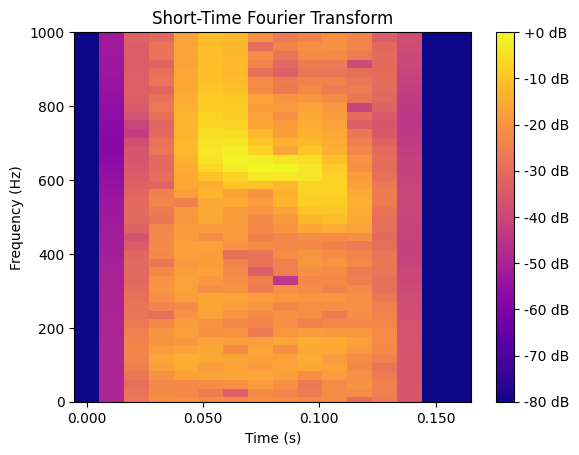 Short-Time Fourier Transform
1000
800
600
400
200
0
Frequency (Hz)
0.000
0.050
0.100
0.150
Time (s)
+0 dB
-10 dB
-20 dB
-30 dB
-40 dB
-50 dB
-60 dB
-70 dB
-80 dB